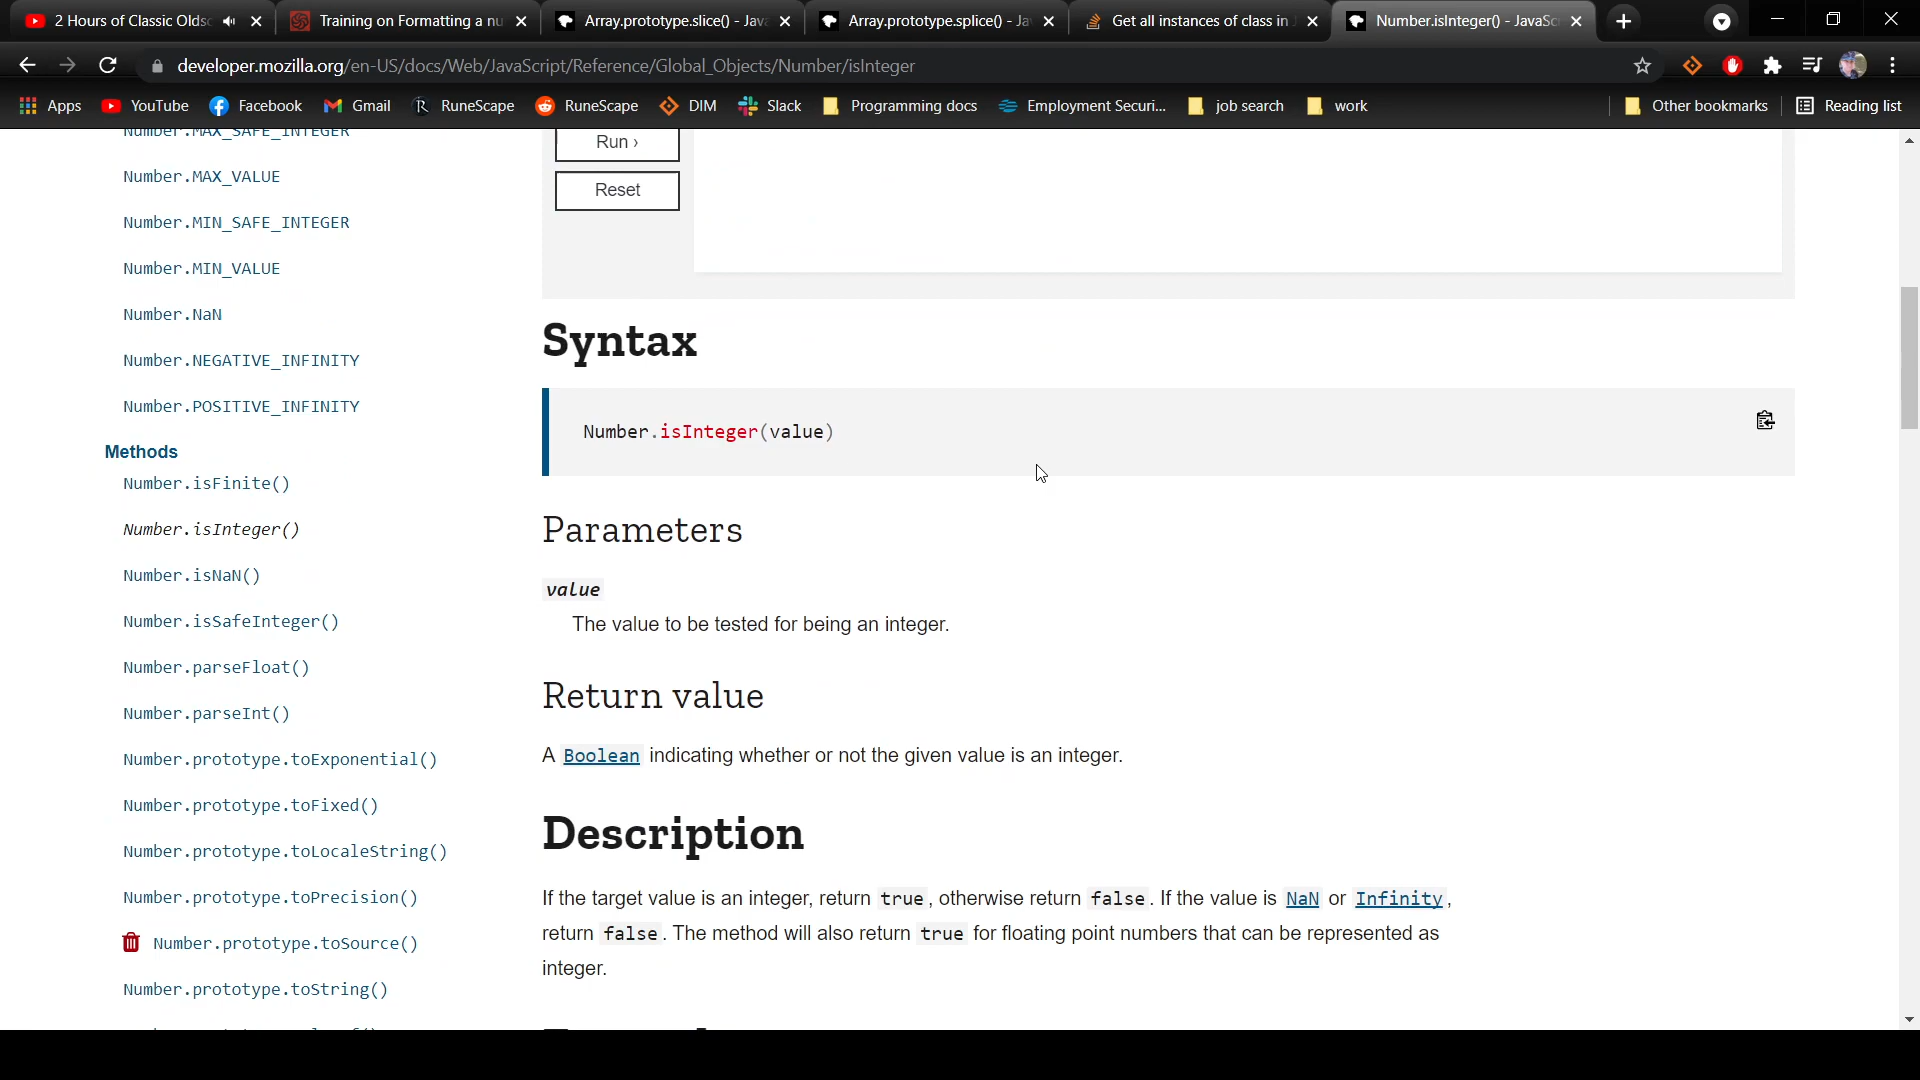 2 Hours of Classic Oldsc
Training on Formatting a nu
Array.prototype.slice() - Java
Array.prototype.splice() - Ja
Get all instances of class in J
Number.isInteger() - JavaSc
developer.mozilla.org/en-US/docs/Web/JavaScript/Reference/Global_Objects/Number/isInteger
Apps
YouTube
Facebook
Gmail
RuneScape
RuneScape
DIM
Slack
Programming docs
Employment Securi...
job search
work
Other bookmarks
Reading list
Number.MAX_SAFE_INTEGER
Number.MAX_VALUE
Number.MIN_SAFE_INTEGER
Number.MIN_VALUE
Number.NaN
Number.NEGATIVE_INFINITY
Number.POSITIVE_INFINITY
Methods
Number.isFinite()
Number.isInteger()
Number.isNaN()
Number.isSafeInteger()
Number.parseFloat()
Number.parseInt()
Number.prototype.toExponential()
Number.prototype.toFixed()
Number.prototype.toLocaleString()
Number.prototype.toPrecision()
Number.prototype.toSource()
Number.prototype.toString()
Run ›
Reset
Syntax
Number.isInteger(value)
Parameters
value
The value to be tested for being an integer.
Return value
A Boolean indicating whether or not the given value is an integer.
Description
If the target value is an integer, return true, otherwise return false. If the value is NaN or Infinity,
return false. The method will also return true for floating point numbers that can be represented as
integer.